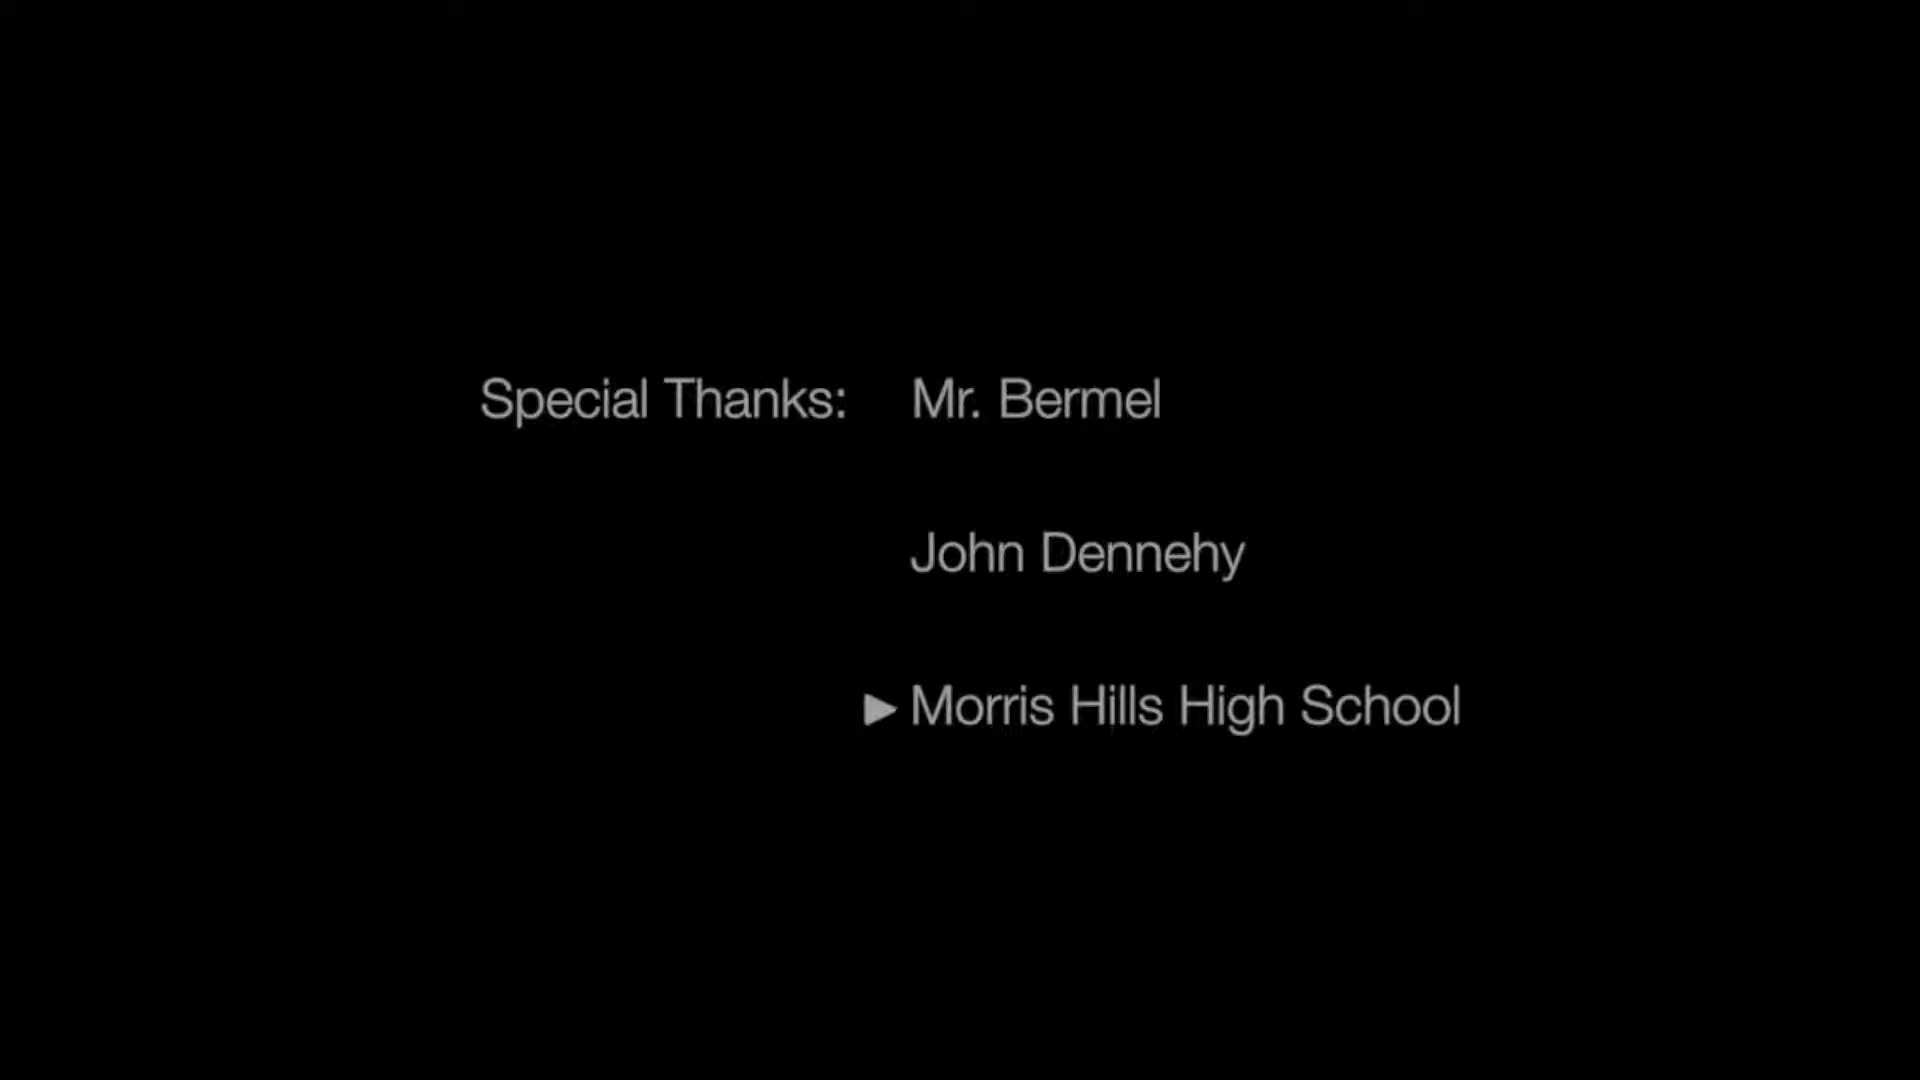 Special Thanks: Mr. Bermel
John Dennehy
▶ Morris Hills High School